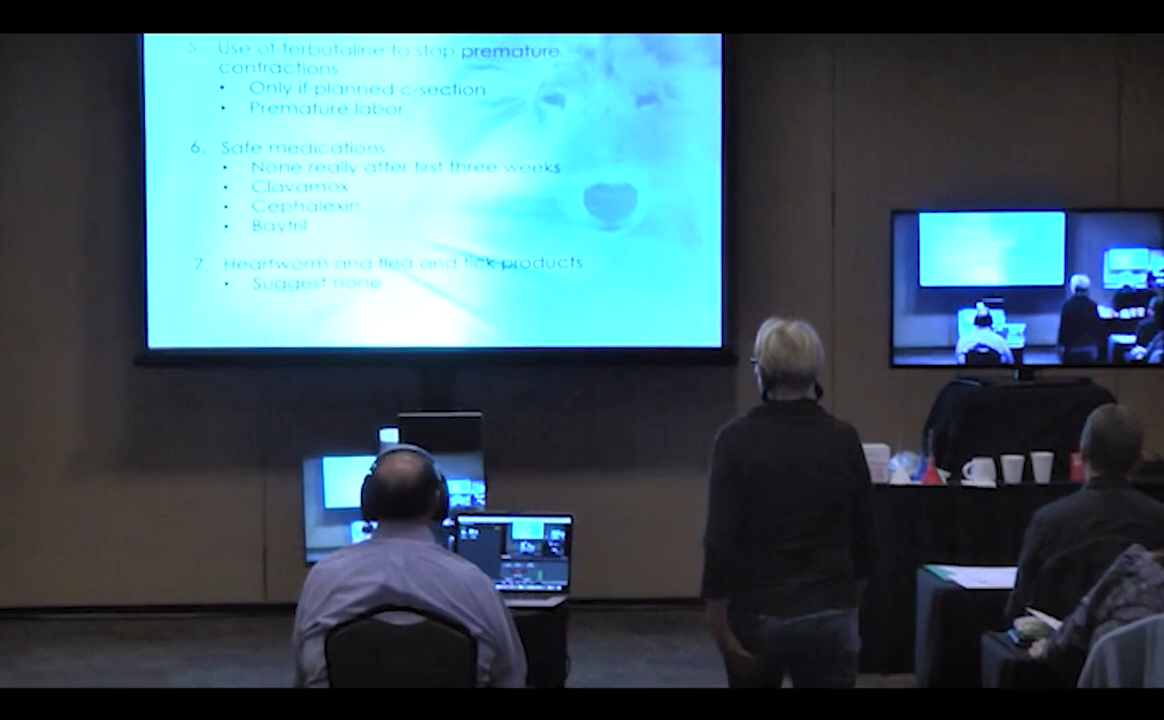 5. Use of terbutaline to stop premature
contractions
• Only if planned c-section
• Premature labor
6. Safe medications
• None really after first three weeks
• Clavamox
• Cephalexin
• Baytril
7. Heartworm and flea and tick products
• Suggest none